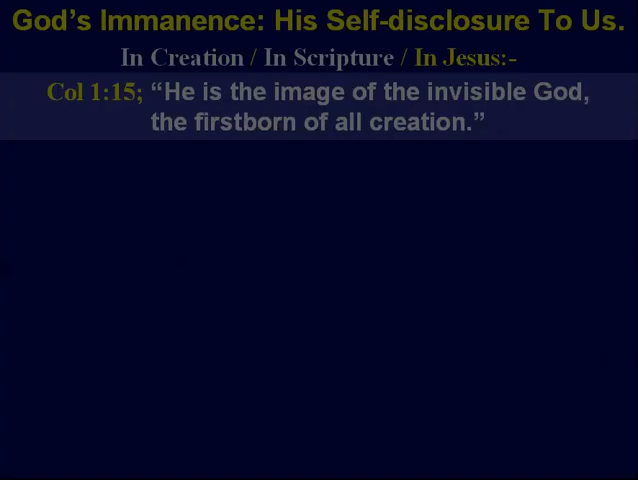 God's Immanence: His Self-disclosure To Us.
In Creation / In Scripture / In Jesus:-
Col 1:15; “He is the image of the invisible God,
the firstborn of all creation.”